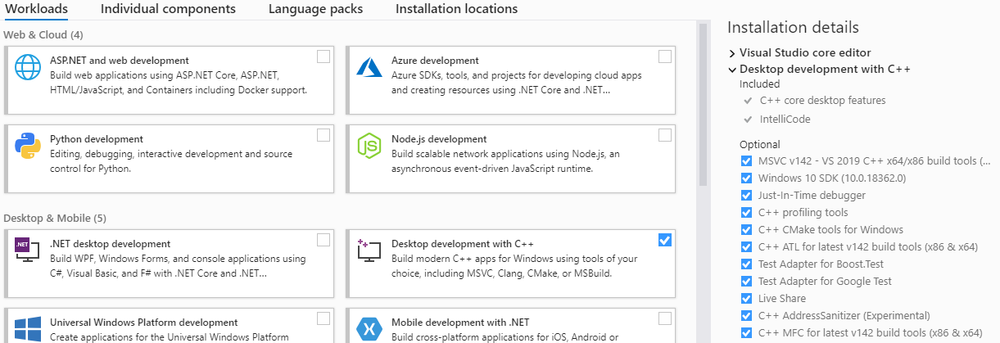 Workloads
Individual components
Language packs
Installation locations
Web & Cloud (4)
ASP.NET and web development
Build web applications using ASP.NET Core, ASP.NET,
HTML/JavaScript, and Containers including Docker support.
Azure development
Azure SDKs, tools, and projects for developing cloud apps
and creating resources using .NET Core and .NET...
Python development
Editing, debugging, interactive development and source
control for Python.
Node.js development
Build scalable network applications using Node.js, an
asynchronous event-driven JavaScript runtime.
Desktop & Mobile (5)
.NET
.NET desktop development
Build WPF, Windows Forms, and console applications using
C#, Visual Basic, and F# with .NET Core and .NET...
Desktop development with C++
Build modern C++ apps for Windows using tools of your
choice, including MSVC, Clang, CMake, or MSBuild.
Universal Windows Platform development
Create applications for the Universal Windows Platform
Mobile development with .NET
Build cross-platform applications for iOS, Android or
Installation details
Visual Studio core editor
Desktop development with C++
Included
C++ core desktop features
IntelliCode
Optional
MSVC v142 - VS 2019 C++ x64/x86 build tools (...
Windows 10 SDK (10.0.18362.0)
Just-In-Time debugger
C++ profiling tools
C++ CMake tools for Windows
C++ ATL for latest v142 build tools (x86 & x64)
Test Adapter for Boost.Test
Test Adapter for Google Test
Live Share
C++ AddressSanitizer (Experimental)
C++ MFC for latest v142 build tools (x86 & x64)